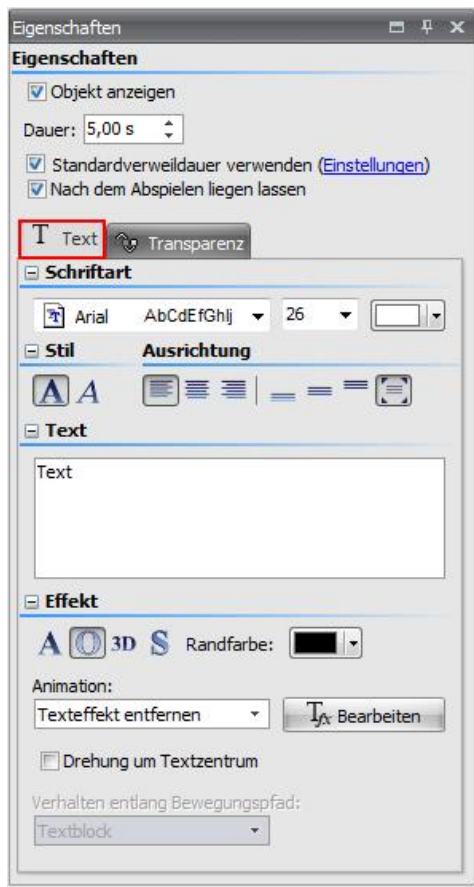 Eigenschaften
Eigenschaften
Objekt anzeigen
Dauer: 5,00 s
Standardverweildauer verwenden (Einstellungen)
Nach dem Abspielen liegen lassen
T Text Transparenz
Schriftart
Arial AbCdEfGhIj 26
Stil Ausrichtung
A A
Text
Text
Effekt
A O 3D S Randfarbe:
Animation:
Texteffekt entfernen Tfx Bearbeiten
Drehung um Textzentrum
Verhalten entlang Bewegungspfad:
Textblock